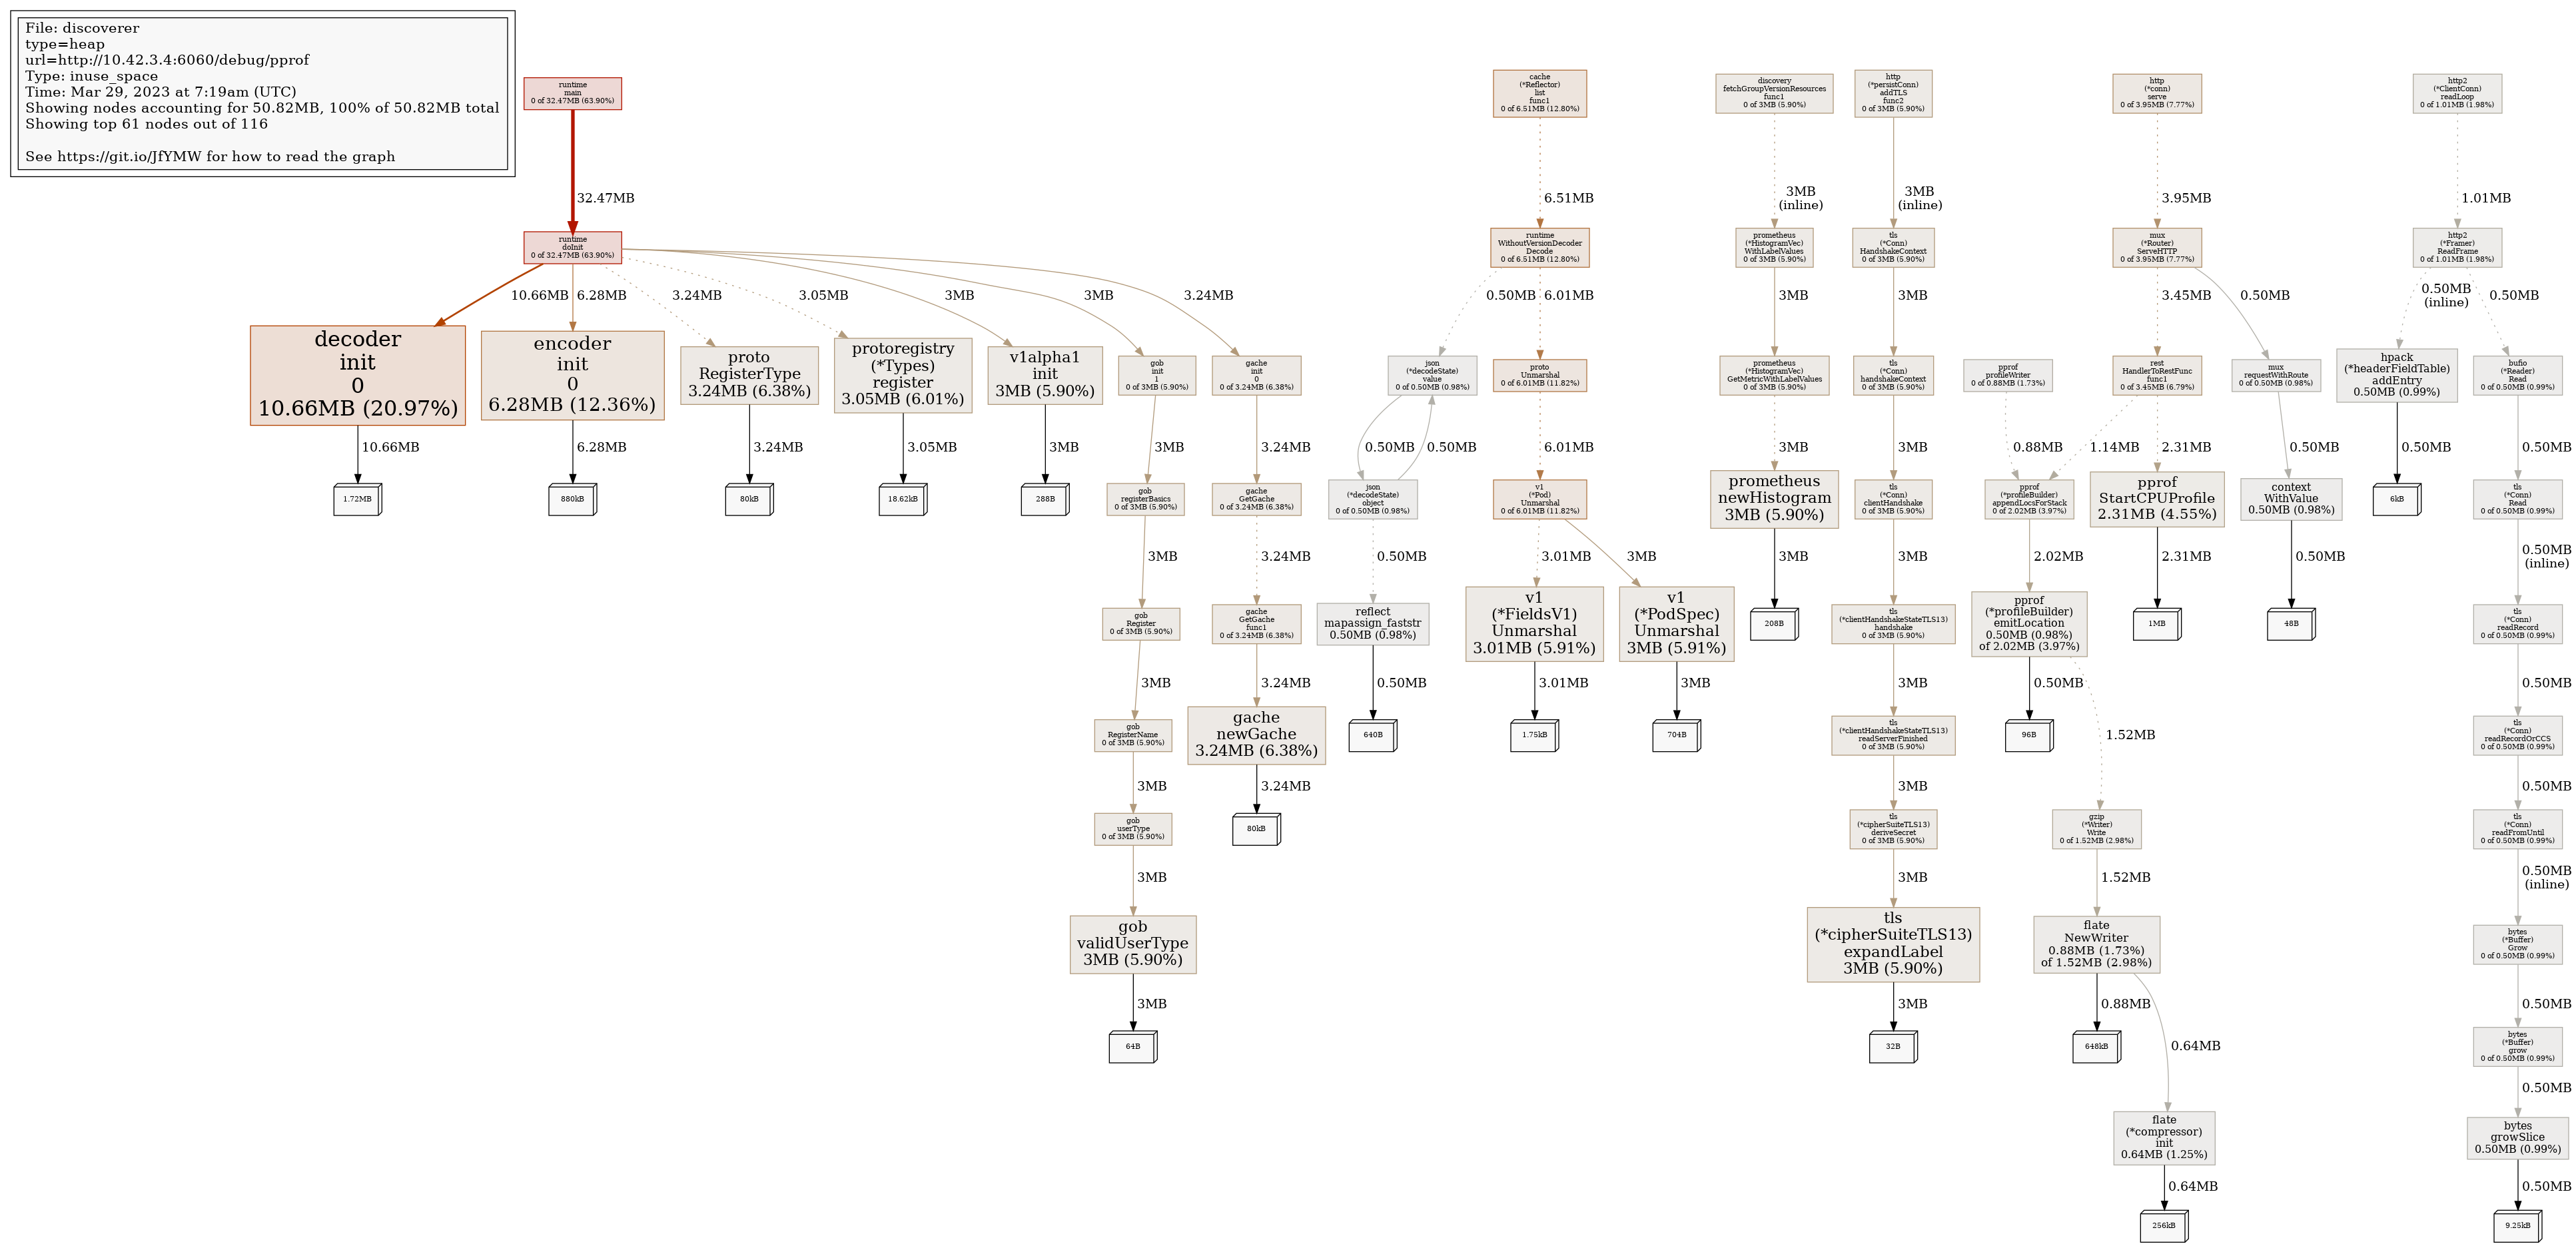 File: discoverer
type=heap
url=http://10.42.3.4:6060/debug/pprof
Type: inuse_space
Time: Mar 29, 2023 at 7:19am (UTC)
Showing nodes accounting for 50.82MB, 100% of 50.82MB total
Showing top 61 nodes out of 116
See https://git.io/JfYMW for how to read the graph
runtime
main
0 of 32.47MB (63.90%)
cache
(*Reflector)
list
func1
0 of 6.51MB (12.80%)
discovery
fetchGroupVersionResources
func1
0 of 3MB (5.90%)
http
(*persistConn)
addTLS
func2
0 of 3MB (5.90%)
http
(*conn)
serve
0 of 3.95MB (7.77%)
http2
(*ClientConn)
readLoop
0 of 1.01MB (1.98%)
32.47MB
6.51MB
3MB
(inline)
3MB
(inline)
3.95MB
1.01MB
runtime
doInit
0 of 32.47MB (63.90%)
runtime
WithoutVersionDecoder
Decode
0 of 6.51MB (12.80%)
prometheus
(*HistogramVec)
WithLabelValues
0 of 3MB (5.90%)
tls
(*Conn)
HandshakeContext
0 of 3MB (5.90%)
mux
(*Router)
ServeHTTP
0 of 3.95MB (7.77%)
http2
(*Framer)
ReadFrame
0 of 1.01MB (1.98%)
10.66MB
6.28MB
3.24MB
3.05MB
3MB
3MB
3.24MB
0.50MB
6.01MB
3MB
3MB
3.45MB
0.50MB
0.50MB
(inline)
0.50MB
decoder
init
0
10.66MB (20.97%)
encoder
init
0
6.28MB (12.36%)
proto
RegisterType
3.24MB (6.38%)
protoregistry
(*Types)
register
3.05MB (6.01%)
v1alpha1
init
3MB (5.90%)
gob
init
1
0 of 3MB (5.90%)
gache
init
0
0 of 3.24MB (6.38%)
json
(*decodeState)
value
0 of 0.50MB (0.98%)
proto
Unmarshal
0 of 6.01MB (11.82%)
prometheus
(*HistogramVec)
GetMetricWithLabelValues
0 of 3MB (5.90%)
tls
(*Conn)
handshakeContext
0 of 3MB (5.90%)
pprof
profileWriter
0 of 0.88MB (1.73%)
rest
HandlerToRestFunc
func1
0 of 3.45MB (6.79%)
mux
requestWithRoute
0 of 0.50MB (0.98%)
hpack
(*headerFieldTable)
addEntry
0.50MB (0.99%)
bufio
(*Reader)
Read
0 of 0.50MB (0.99%)
10.66MB
6.28MB
3.24MB
3.05MB
3MB
3MB
3.24MB
0.50MB
0.50MB
6.01MB
3MB
3MB
0.88MB
1.14MB
2.31MB
0.50MB
0.50MB
0.50MB
1.72MB
880kB
80kB
18.62kB
288B
gob
registerBasics
0 of 3MB (5.90%)
gache
GetGache
0 of 3.24MB (6.38%)
json
(*decodeState)
object
0 of 0.50MB (0.98%)
v1
(*Pod)
Unmarshal
0 of 6.01MB (11.82%)
prometheus
newHistogram
3MB (5.90%)
tls
(*Conn)
clientHandshake
0 of 3MB (5.90%)
pprof
(*profileBuilder)
appendLocsForStack
0 of 2.02MB (3.97%)
pprof
StartCPUProfile
2.31MB (4.55%)
context
WithValue
0.50MB (0.98%)
6kB
tls
(*Conn)
Read
0 of 0.50MB (0.99%)
3MB
3.24MB
0.50MB
3.01MB
3MB
3MB
3MB
2.02MB
2.31MB
0.50MB
0.50MB
(inline)
gob
Register
0 of 3MB (5.90%)
gache
GetGache
func1
0 of 3.24MB (6.38%)
reflect
mapassign_faststr
0.50MB (0.98%)
v1
(*FieldsV1)
Unmarshal
3.01MB (5.91%)
v1
(*PodSpec)
Unmarshal
3MB (5.91%)
208B
tls
(*clientHandshakeStateTLS13)
handshake
0 of 3MB (5.90%)
pprof
(*profileBuilder)
emitLocation
0.50MB (0.98%)
of 2.02MB (3.97%)
1MB
48B
tls
(*Conn)
readRecord
0 of 0.50MB (0.99%)
3MB
3.24MB
0.50MB
3.01MB
3MB
3MB
0.50MB
1.52MB
0.50MB
gob
RegisterName
0 of 3MB (5.90%)
gache
newGache
3.24MB (6.38%)
640B
1.75kB
704B
tls
(*clientHandshakeStateTLS13)
readServerFinished
0 of 3MB (5.90%)
96B
tls
(*Conn)
readRecordOrCCS
0 of 0.50MB (0.99%)
3MB
3.24MB
3MB
0.50MB
gob
userType
0 of 3MB (5.90%)
80kB
tls
(*cipherSuiteTLS13)
deriveSecret
0 of 3MB (5.90%)
gzip
(*Writer)
Write
0 of 1.52MB (2.98%)
tls
(*Conn)
readFromUntil
0 of 0.50MB (0.99%)
3MB
3MB
1.52MB
0.50MB
(inline)
gob
validUserType
3MB (5.90%)
tls
(*cipherSuiteTLS13)
expandLabel
3MB (5.90%)
flate
NewWriter
0.88MB (1.73%)
of 1.52MB (2.98%)
bytes
(*Buffer)
Grow
0 of 0.50MB (0.99%)
3MB
3MB
0.88MB
0.64MB
0.50MB
64B
32B
648kB
bytes
(*Buffer)
grow
0 of 0.50MB (0.99%)
0.50MB
flate
(*compressor)
init
0.64MB (1.25%)
bytes
growSlice
0.50MB (0.99%)
0.64MB
0.50MB
256kB
9.25kB